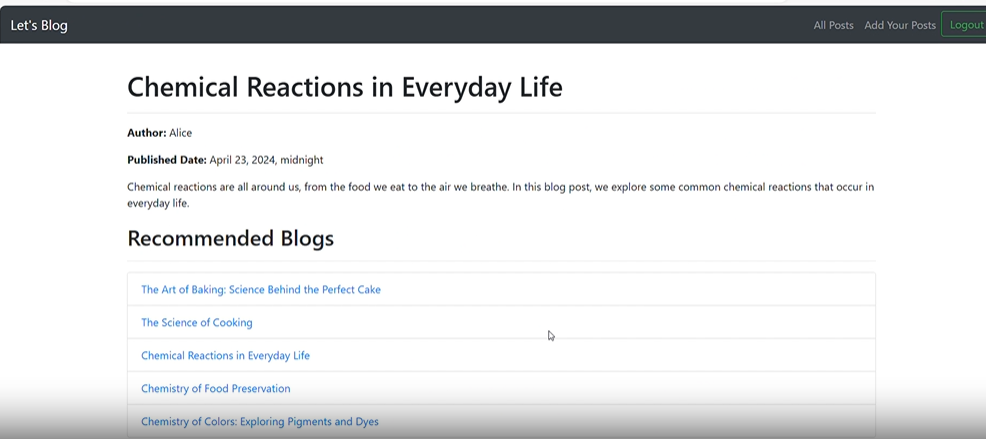 Let's Blog
All Posts
Add Your Posts
Logout
Chemical Reactions in Everyday Life
Author: Alice
Published Date: April 23, 2024, midnight
Chemical reactions are all around us, from the food we eat to the air we breathe. In this blog post, we explore some common chemical reactions that occur in
everyday life.
Recommended Blogs
The Art of Baking: Science Behind the Perfect Cake
The Science of Cooking
Chemical Reactions in Everyday Life
Chemistry of Food Preservation
Chemistry of Colors: Exploring Pigments and Dyes